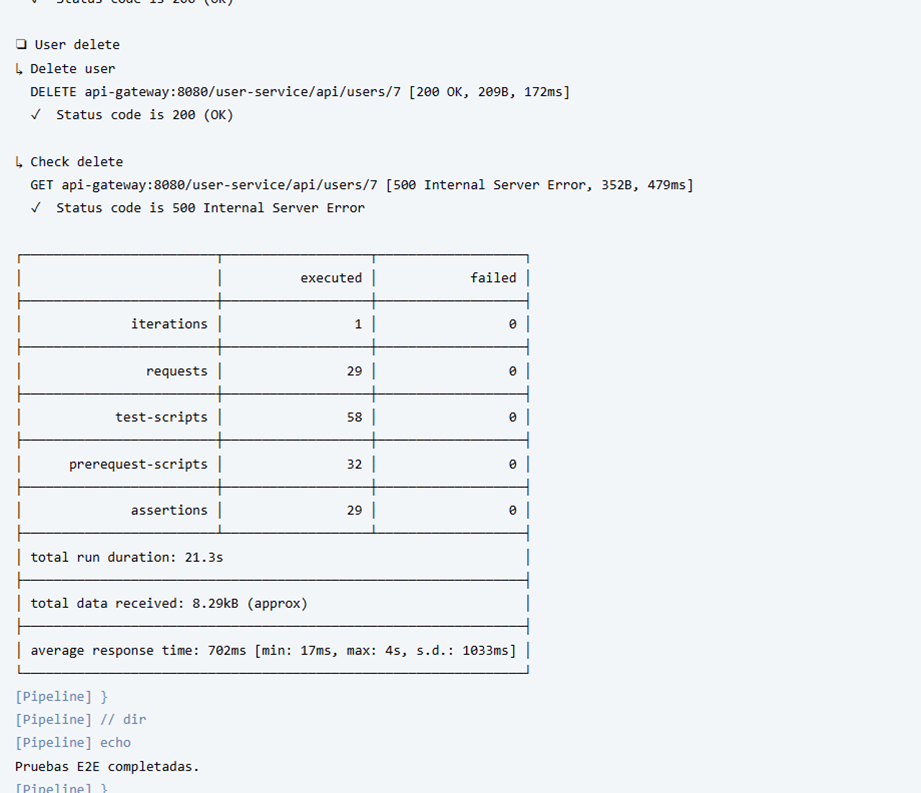 ✓ Status code is 200 (OK)
❏ User delete
↳ Delete user
DELETE api-gateway:8080/user-service/api/users/7 [200 OK, 209B, 172ms]
✓ Status code is 200 (OK)
↳ Check delete
GET api-gateway:8080/user-service/api/users/7 [500 Internal Server Error, 352B, 479ms]
✓ Status code is 500 Internal Server Error
executed failed
iterations 1 0
requests 29 0
test-scripts 58 0
prerequest-scripts 32 0
assertions 29 0
total run duration: 21.3s
total data received: 8.29kB (approx)
average response time: 702ms [min: 17ms, max: 4s, s.d.: 1033ms]
[Pipeline] }
[Pipeline] // dir
[Pipeline] echo
Pruebas E2E completadas.
[Pipeline] }